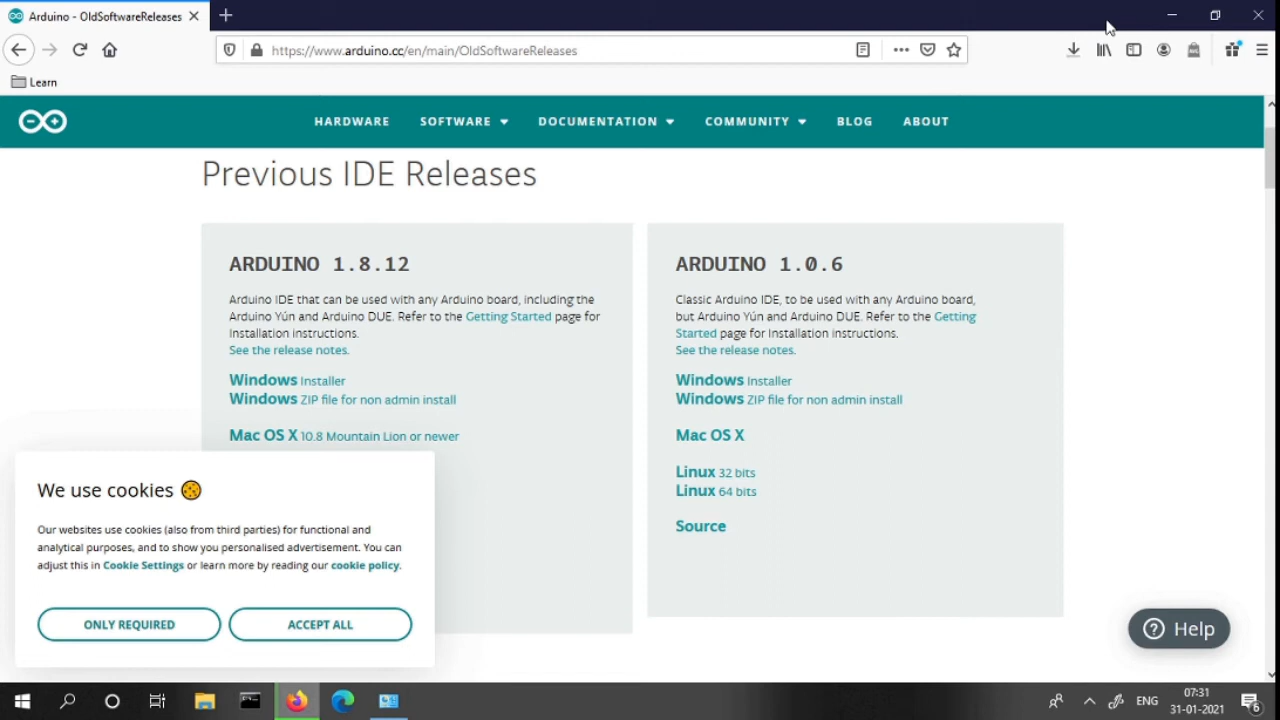 Arduino - OldSoftwareReleases
https://www.arduino.cc/en/main/OldSoftwareReleases
Learn
HARDWARE SOFTWARE DOCUMENTATION COMMUNITY BLOG ABOUT
Previous IDE Releases
ARDUINO 1.8.12
Arduino IDE that can be used with any Arduino board, including the
Arduino Yún and Arduino DUE. Refer to the Getting Started page for
Installation instructions.
See the release notes.
Windows Installer
Windows ZIP file for non admin install
Mac OS X 10.8 Mountain Lion or newer
ARDUINO 1.0.6
Classic Arduino IDE, to be used with any Arduino board,
but Arduino Yún and Arduino DUE. Refer to the Getting
Started page for Installation instructions.
See the release notes.
Windows Installer
Windows ZIP file for non admin install
Mac OS X
Linux 32 bits
Linux 64 bits
Source
We use cookies
Our websites use cookies (also from third parties) for functional and
analytical purposes, and to show you personalised advertisement. You can
adjust this in Cookie Settings or learn more by reading our cookie policy.
ONLY REQUIRED ACCEPT ALL
Help
ENG
07:31
31-01-2021
6